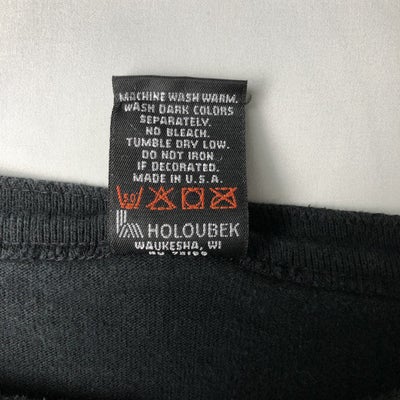 MACHINE WASH WARM.
WASH DARK COLORS
SEPARATELY.
NO BLEACH.
TUMBLE DRY LOW.
DO NOT IRON
IF DECORATED.
MADE IN U.S.A.
HOLOUBEK
WAUKESHA, WI